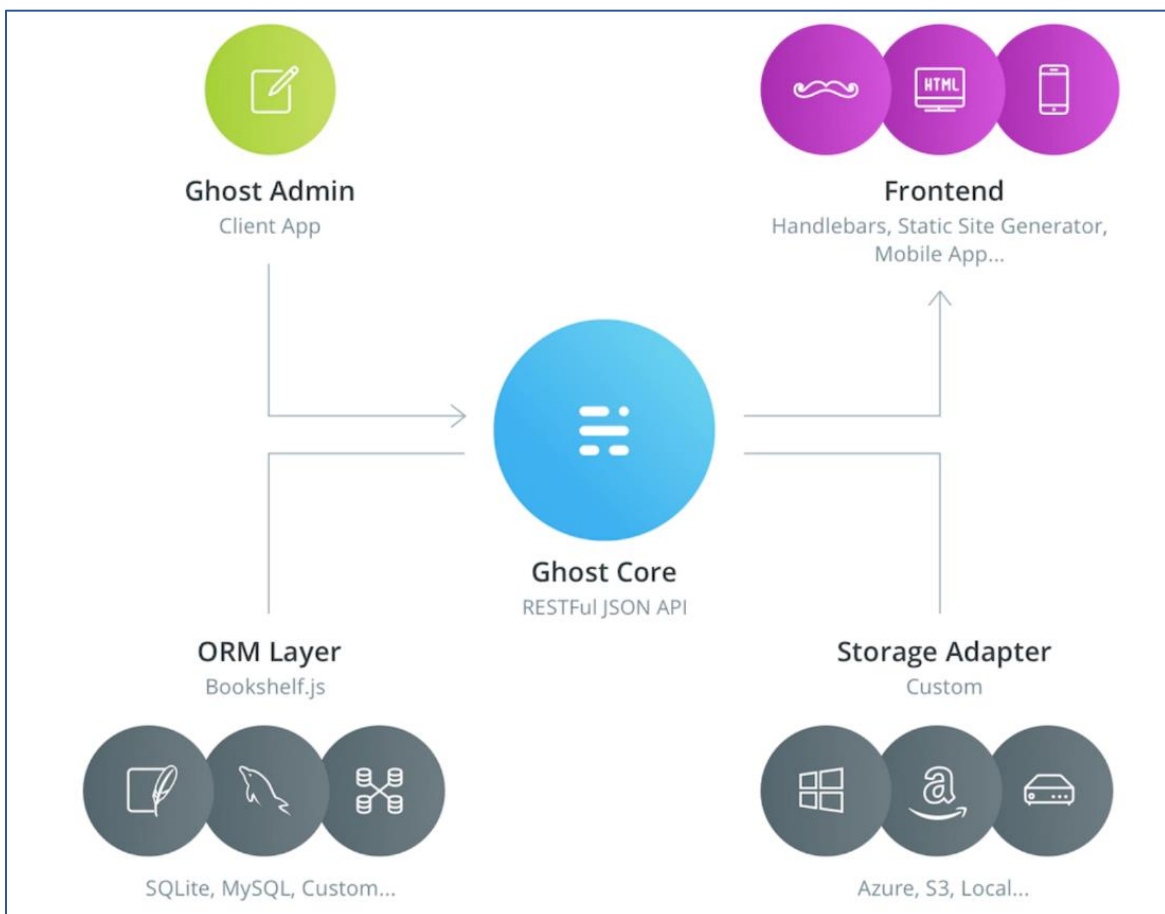 Ghost Admin
Client App
HTML
Frontend
Handlebars, Static Site Generator,
Mobile App...
Ghost Core
RESTFul JSON API
ORM Layer
Bookshelf.js
SQLite, MySQL, Custom...
Storage Adapter
Custom
a
Azure, S3, Local...